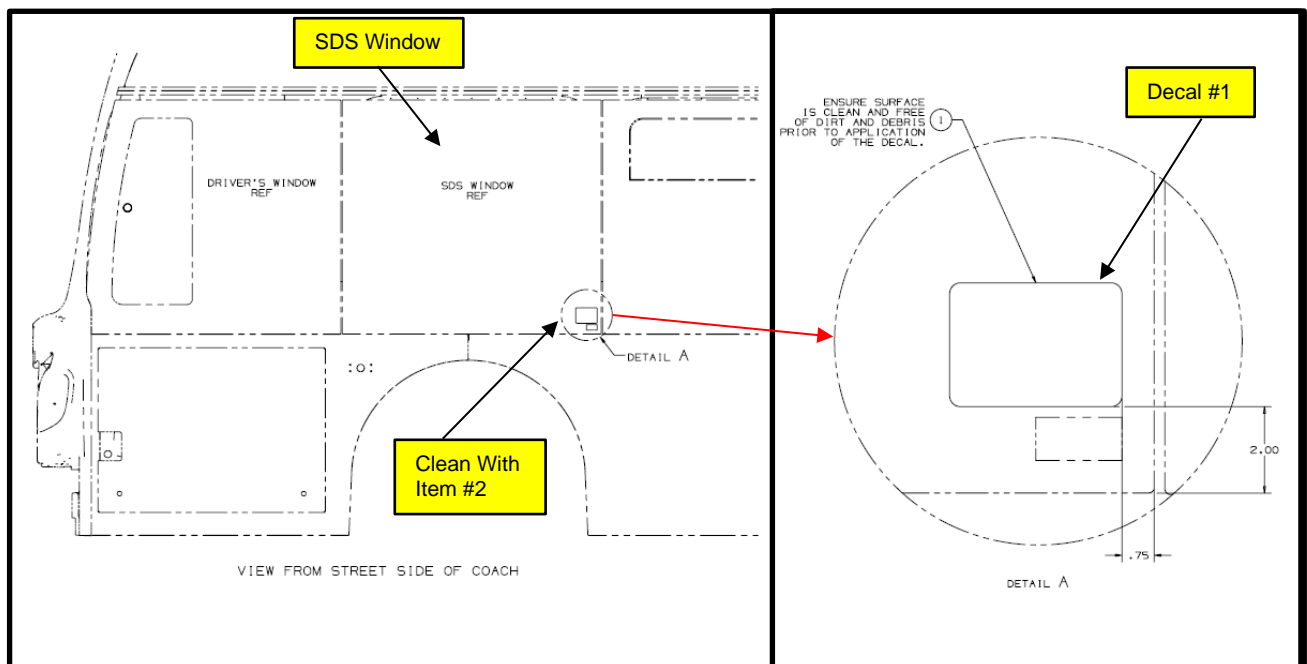 SDS Window
DRIVER'S WINDOW
REF
SDS WINDOW
REF
DETAIL A
Clean With
Item #2
VIEW FROM STREET SIDE OF COACH
ENSURE SURFACE
IS CLEAN AND FREE
OF DIRT AND DEBRIS
PRIOR TO APPLICATION
OF THE DECAL.
1
Decal #1
2.00
.75
DETAIL A